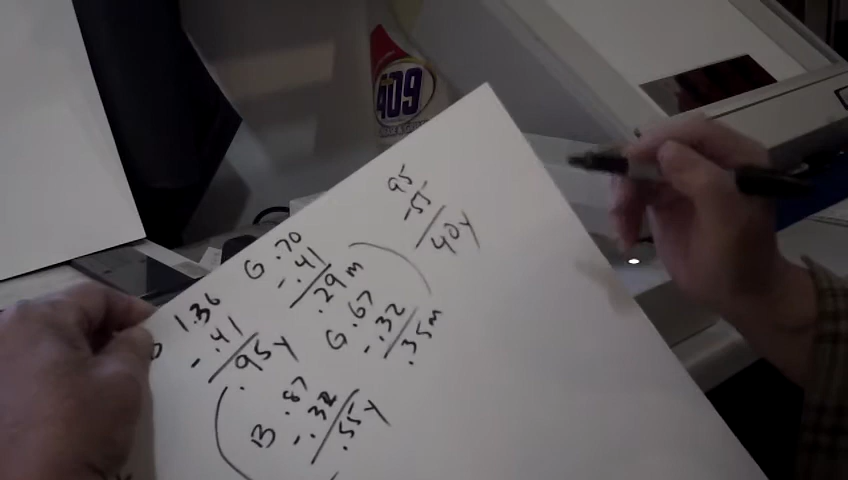 409
95
-.55
40y
G .70
-.41
.29m
1.36
-.41
.95y
G .67
-.32
.35m
B .87
-.32
.55y